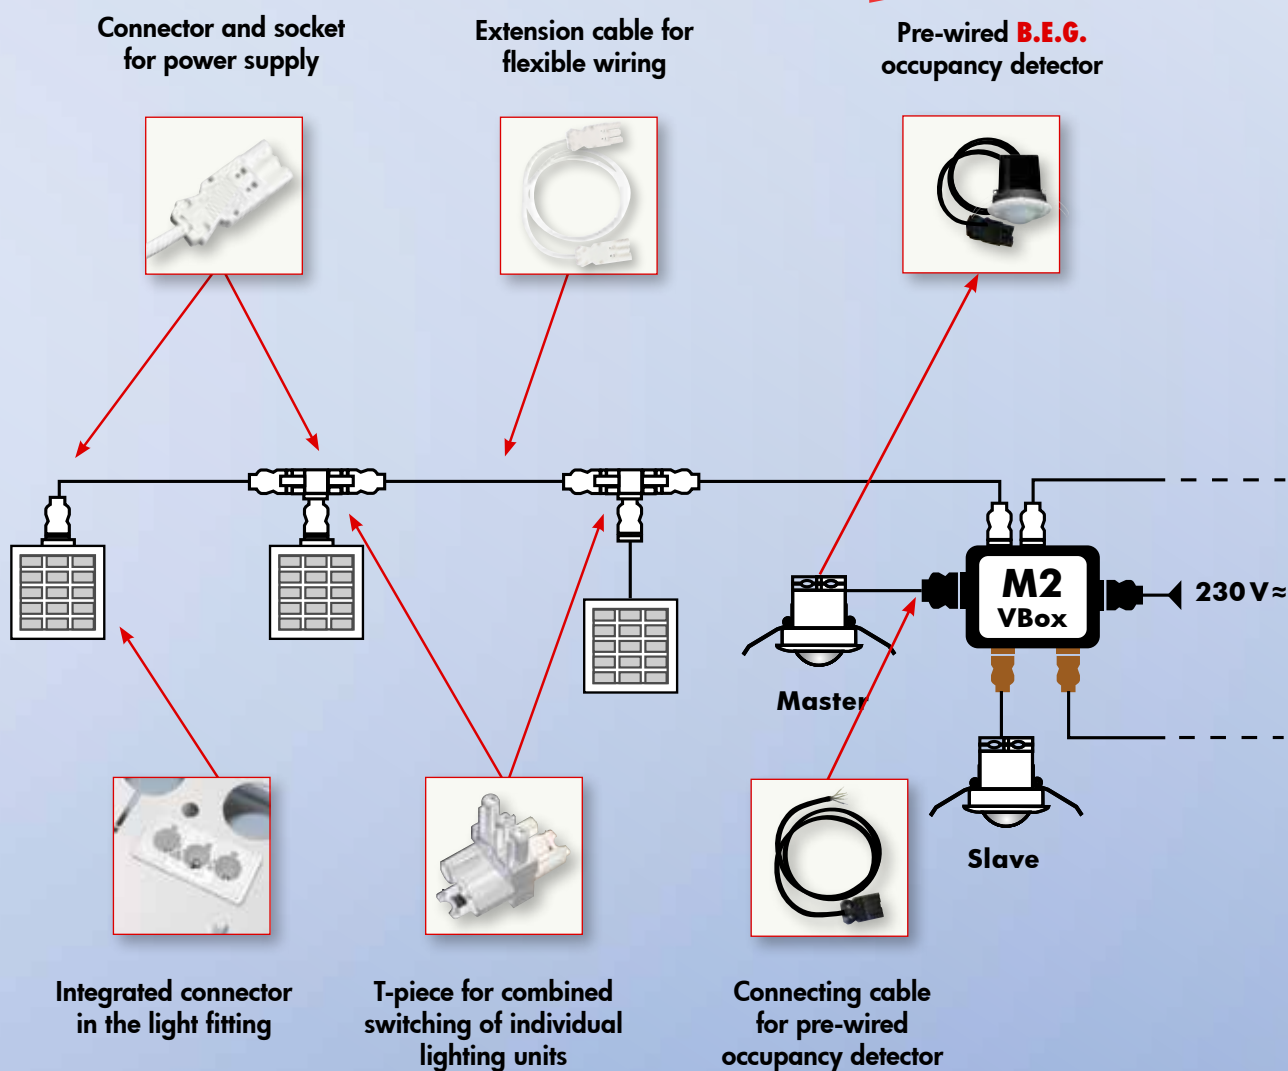 Connector and socket
for power supply
Extension cable for
flexible wiring
Pre-wired B.E.G.
occupancy detector
M2
VBox
230 V≈
Master
Slave
Integrated connector
in the light fitting
T-piece for combined
switching of individual
lighting units
Connecting cable
for pre-wired
occupancy detector